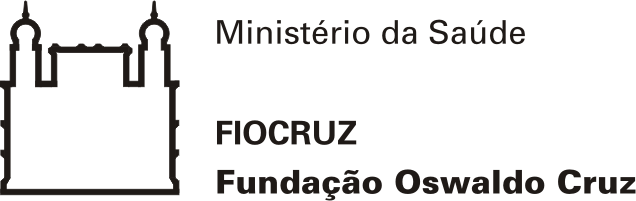 Ministério da Saúde
FIOCRUZ
Fundação Oswaldo Cruz